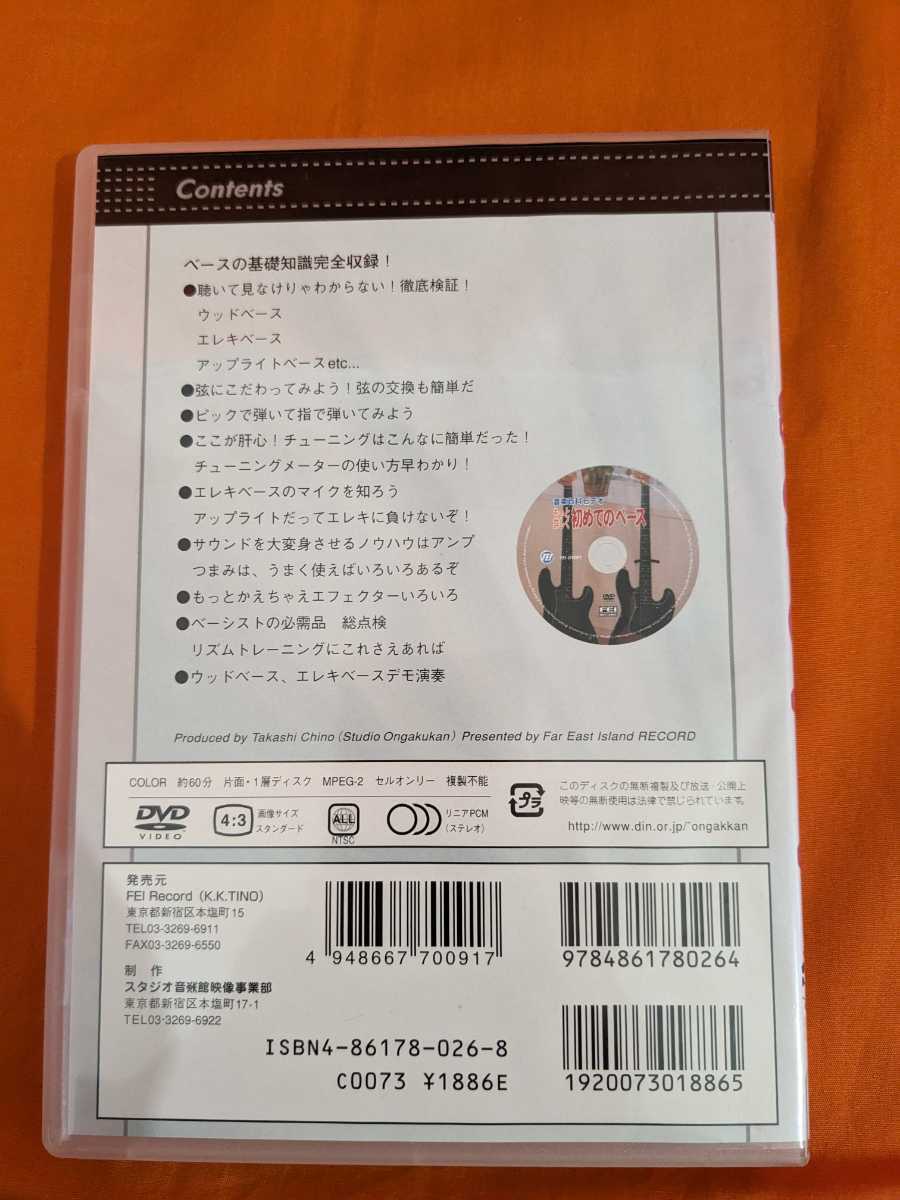 Contents
ベースの基礎知識完全収録！
●聴いて見なけりゃわからない！徹底検証！
ウッドベース
エレキベース
アップライトベースetc...
●弦にこだわってみよう！弦の交換も簡単だ
●ピックで弾いて指で弾いてみよう
●ここが肝心！チューニングはこんなに簡単だった！
チューニングメーターの使い方早わかり！
●エレキベースのマイクを知ろう
アップライトだってエレキに負けないぞ！
●サウンドを大変身させるノウハウはアンプ
つまみは、うまく使えばいろいろあるぞ
●もっとかえちゃえエフェクターいろいろ
●ベーシストの必需品　総点検
リズムトレーニングにこれさえあれば
●ウッドベース、エレキベースデモ演奏
初めてのベース
Produced by Takashi Chino (Studio Ongakukan) Presented by Far East Island RECORD
COLOR 約60分 片面・1層ディスク MPEG-2 セルオンリー 複製不能
DVD
VIDEO
4:3
画像サイズ
スタンダード
ALL
NTSC
リニアPCM
(ステレオ)
プラ
このディスクの無断複製及び放送・公開上
映等の無断使用は法律で禁じられています。
http://www.din.or.jp/~ongakkan
発売元
FEI Record (K.K.TINO)
東京都新宿区本塩町15
TEL03-3269-6911
FAX03-3269-6550
制　作
スタジオ音楽館映像事業部
東京都新宿区本塩町17-1
TEL03-3269-6922
4 948667 700917
9784861780264
ISBN4-86178-026-8
C0073 ¥1886E
1920073018865